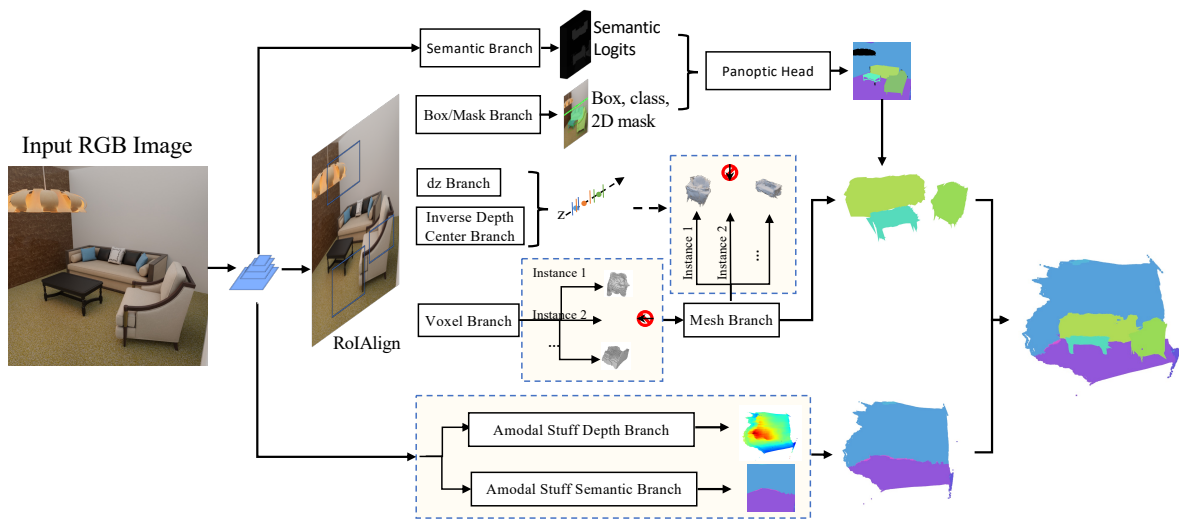 Input RGB Image
RoIAlign
Semantic Branch
Semantic
Logits
Box/Mask Branch
Box, class,
2D mask
Panoptic Head
dz Branch
Inverse Depth
Center Branch
z
Instance 1
Instance 2
...
Voxel Branch
Instance 1
Instance 2
...
Mesh Branch
Amodal Stuff Depth Branch
Amodal Stuff Semantic Branch